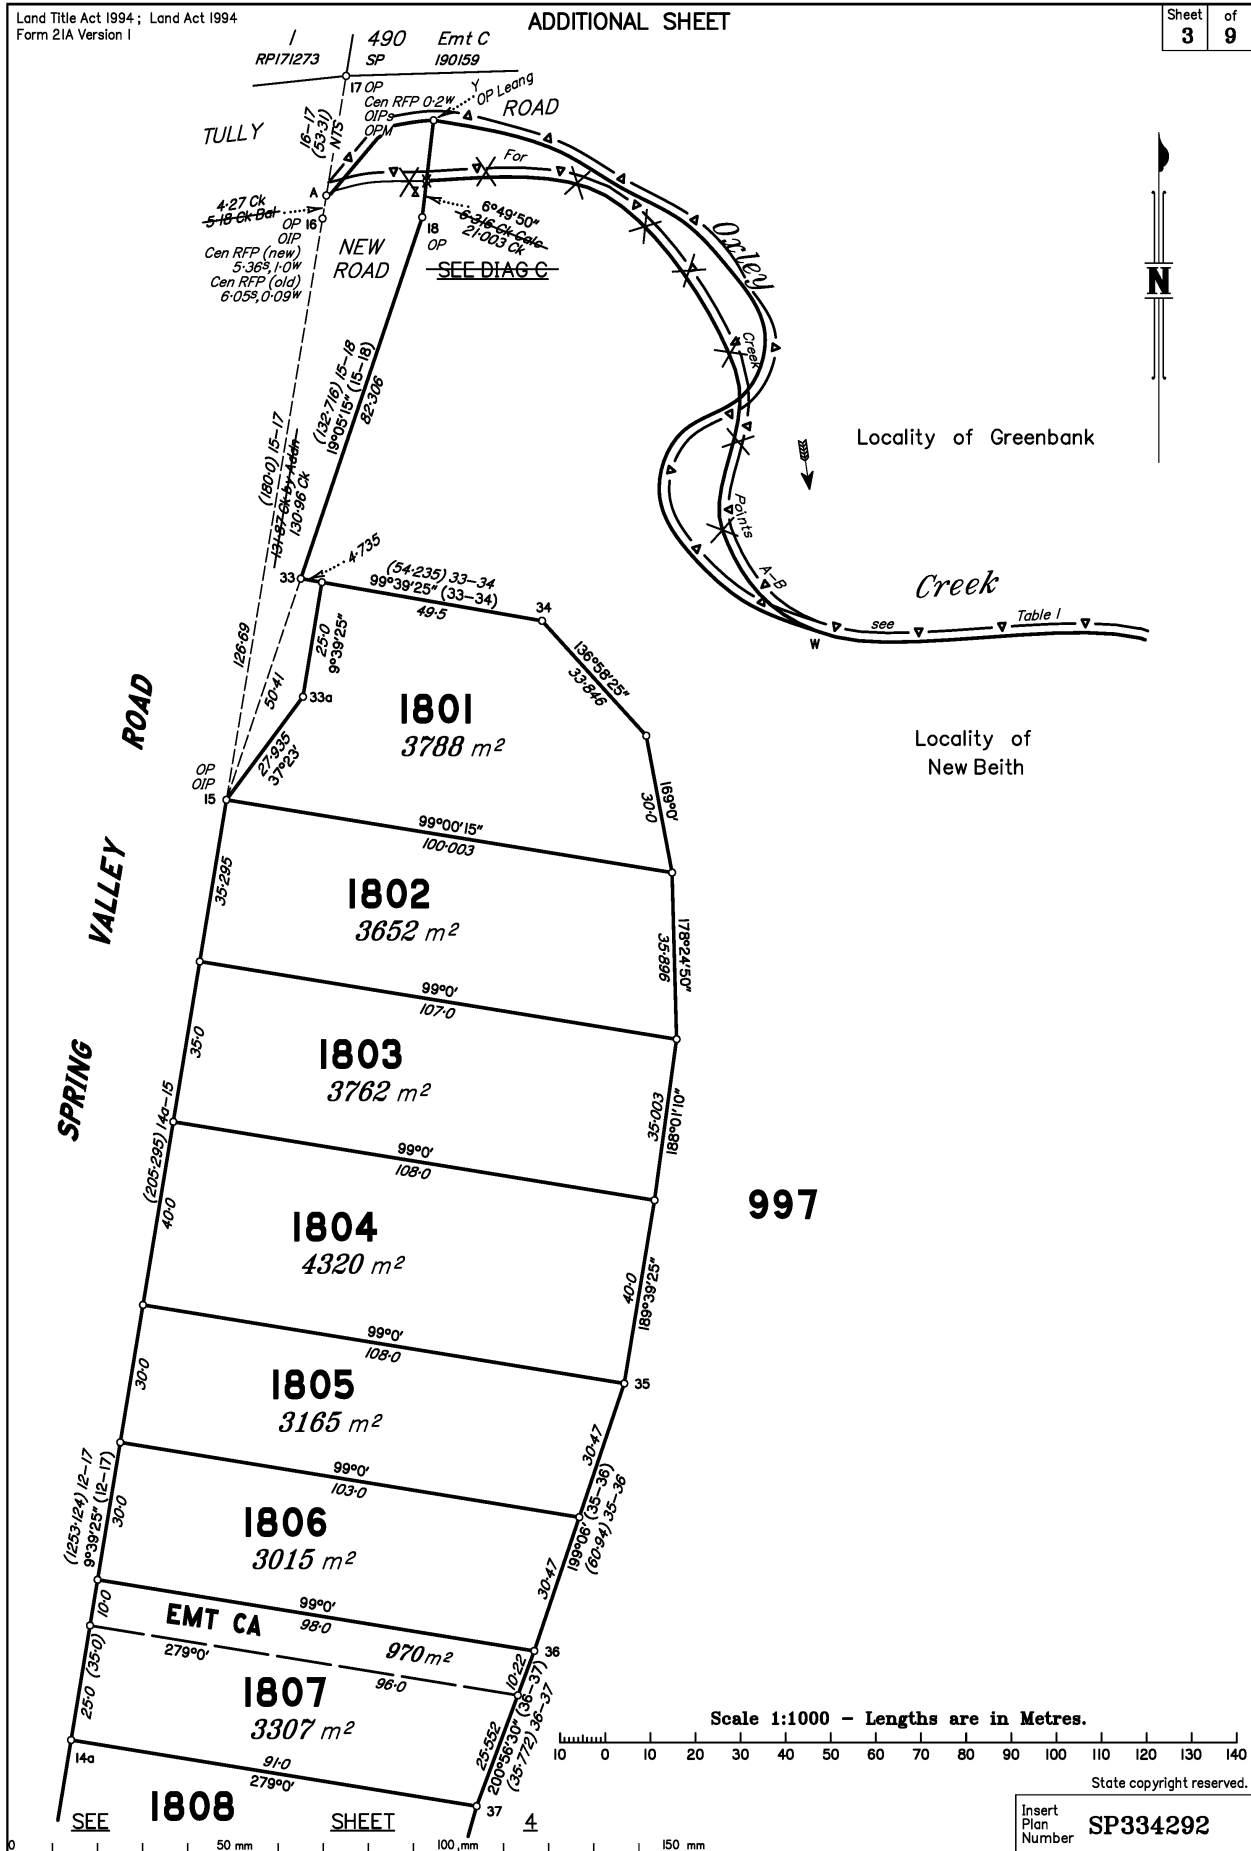 Land Title Act 1994 ; Land Act 1994
Form 21A Version 1
ADDITIONAL SHEET
Sheet 3 of 9
1
RP171273
490
SP
Emt C
190159
17 OP
Cen RFP 0·2W
OIPs
OPM
Y
OP Leang
ROAD
TULLY
16–17
(53·31)
NTS
For
A
4·27 Ck
5·18 Ck Bal
OP 16
OIP
Cen RFP (new)
5·36S,1·0W
Cen RFP (old)
6·05S,0·09W
NEW
ROAD
Z
18
OP
6°49'50"
6·316 Ck Calc
21·003 Ck
SEE DIAG C
Oxley
Creek
Points
A–B
Creek
see
Table 1
W
N
Locality of Greenbank
Locality of
New Beith
(132·716) 15–18
19°05'15" (15–18)
82·306
(180·0) 15–17
131·87 Ck by Addn
130·96 Ck
33
4·735
(54·235) 33–34
99°39'25" (33–34)
49·5
34
25·0
9°39'25"
33a
136°58'25"
33·846
126·69
50·41
1801
3788 m²
27·935
37°23'
169°0'
30·0
OP
OIP
15
99°00'15"
100·003
SPRING VALLEY ROAD
35·295
1802
3652 m²
178°24'50"
35·896
99°0'
107·0
35·0
1803
3762 m²
35·003
188°01'10"
(205·295) 14a–15
99°0'
108·0
997
40·0
1804
4320 m²
40·0
189°39'25"
99°0'
108·0
35
30·0
1805
3165 m²
30·47
99°0'
103·0
199°06' (35–36)
(60·94) 35–36
(1253·124) 12–17
9°39'25" (12–17)
30·0
1806
3015 m²
30·47
99°0'
98·0
10·0
EMT CA
970 m²
36
10·22
279°0'
96·0
25·0 (35·0)
1807
3307 m²
25·552
200°56'30" (36–37)
(35·772) 36–37
14a
91·0
279°0'
37
1808
SEE SHEET 4
Scale 1:1000 – Lengths are in Metres.
10 0 10 20 30 40 50 60 70 80 90 100 110 120 130 140
State copyright reserved.
Insert
Plan
Number
SP334292
0 50 mm 100 mm 150 mm